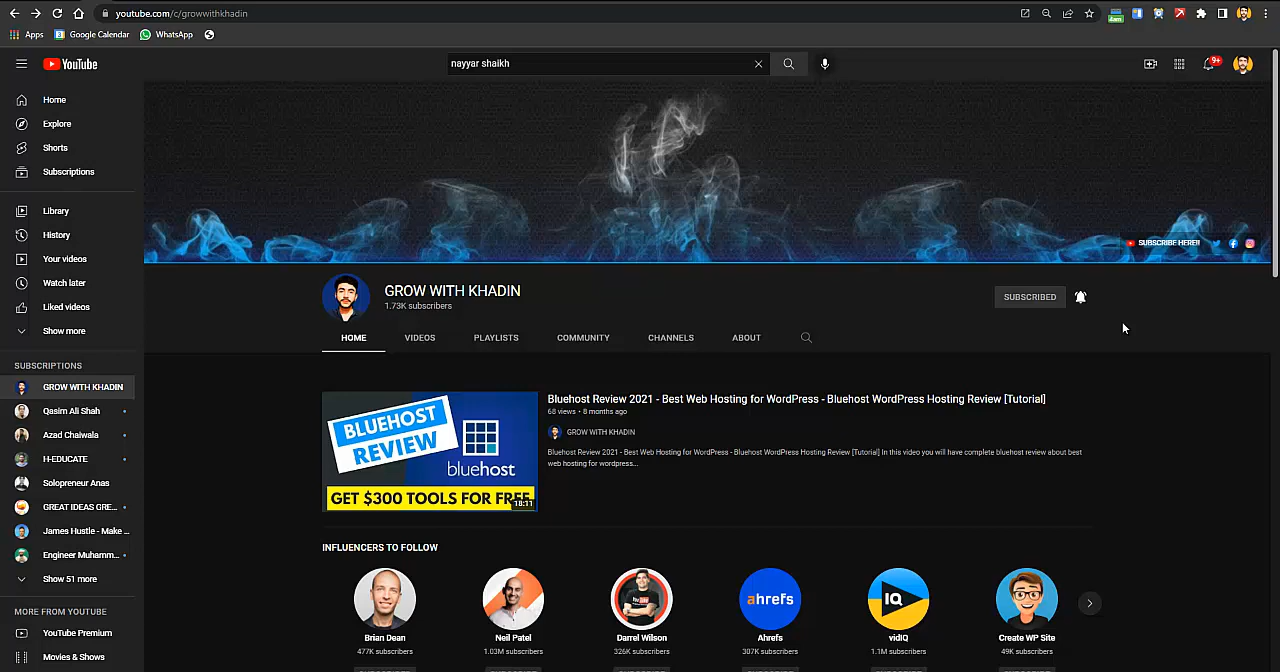 youtube.com/c/growwithkhadin
4am
Apps
Google Calendar
WhatsApp
YouTube
nayyar shaikh
9+
Home
Explore
Shorts
Subscriptions
Library
History
Your videos
Watch later
Liked videos
Show more
SUBSCRIPTIONS
GROW WITH KHADIN
Qasim Ali Shah
Azad Chaiwala
H-EDUCATE
Solopreneur Anas
GREAT IDEAS GRE...
James Hustle - Make ...
Engineer Muhamm...
Show 51 more
MORE FROM YOUTUBE
YouTube Premium
Movies & Shows
SUBSCRIBE HERE!!
GROW WITH KHADIN
1.73K subscribers
SUBSCRIBED
HOME
VIDEOS
PLAYLISTS
COMMUNITY
CHANNELS
ABOUT
BLUEHOST
REVIEW
bluehost
GET $300 TOOLS FOR FREE
18:11
Bluehost Review 2021 - Best Web Hosting for WordPress - Bluehost WordPress Hosting Review [Tutorial]
68 views • 8 months ago
GROW WITH KHADIN
Bluehost Review 2021 - Best Web Hosting for WordPress - Bluehost WordPress Hosting Review [Tutorial] In this video you will have complete bluehost review about best
web hosting for wordpress...
INFLUENCERS TO FOLLOW
ahrefs
IQ
Brian Dean
Neil Patel
Darrel Wilson
Ahrefs
vidIQ
Create WP Site
477K subscribers
1.03M subscribers
326K subscribers
307K subscribers
1.1M subscribers
49K subscribers